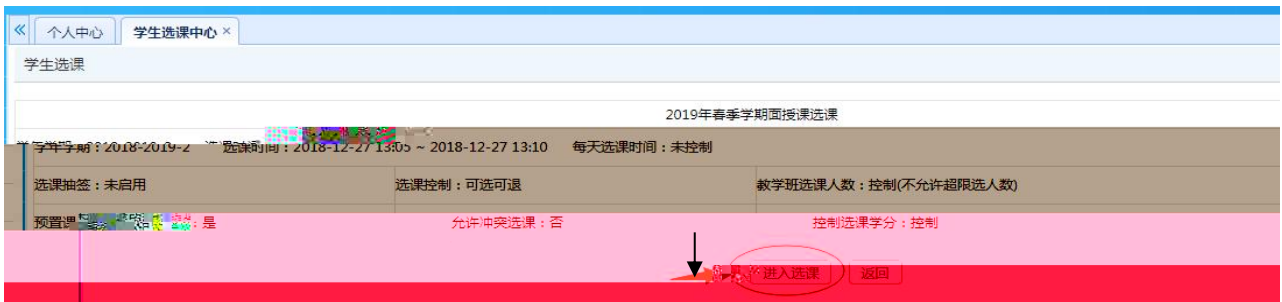 个人中心 学生选课中心 ×
学生选课
2019年春季学期面授课选课
学年学期：2018-2019-2 选课时间：2018-12-27 13:05 ~ 2018-12-27 13:10 每天选课时间：未控制
选课抽签：未启用 选课控制：可选可退 教学班选课人数：控制(不允许超限选人数)
预置课 ：是 允许冲突选课：否 控制选课学分：控制
进入选课 返回